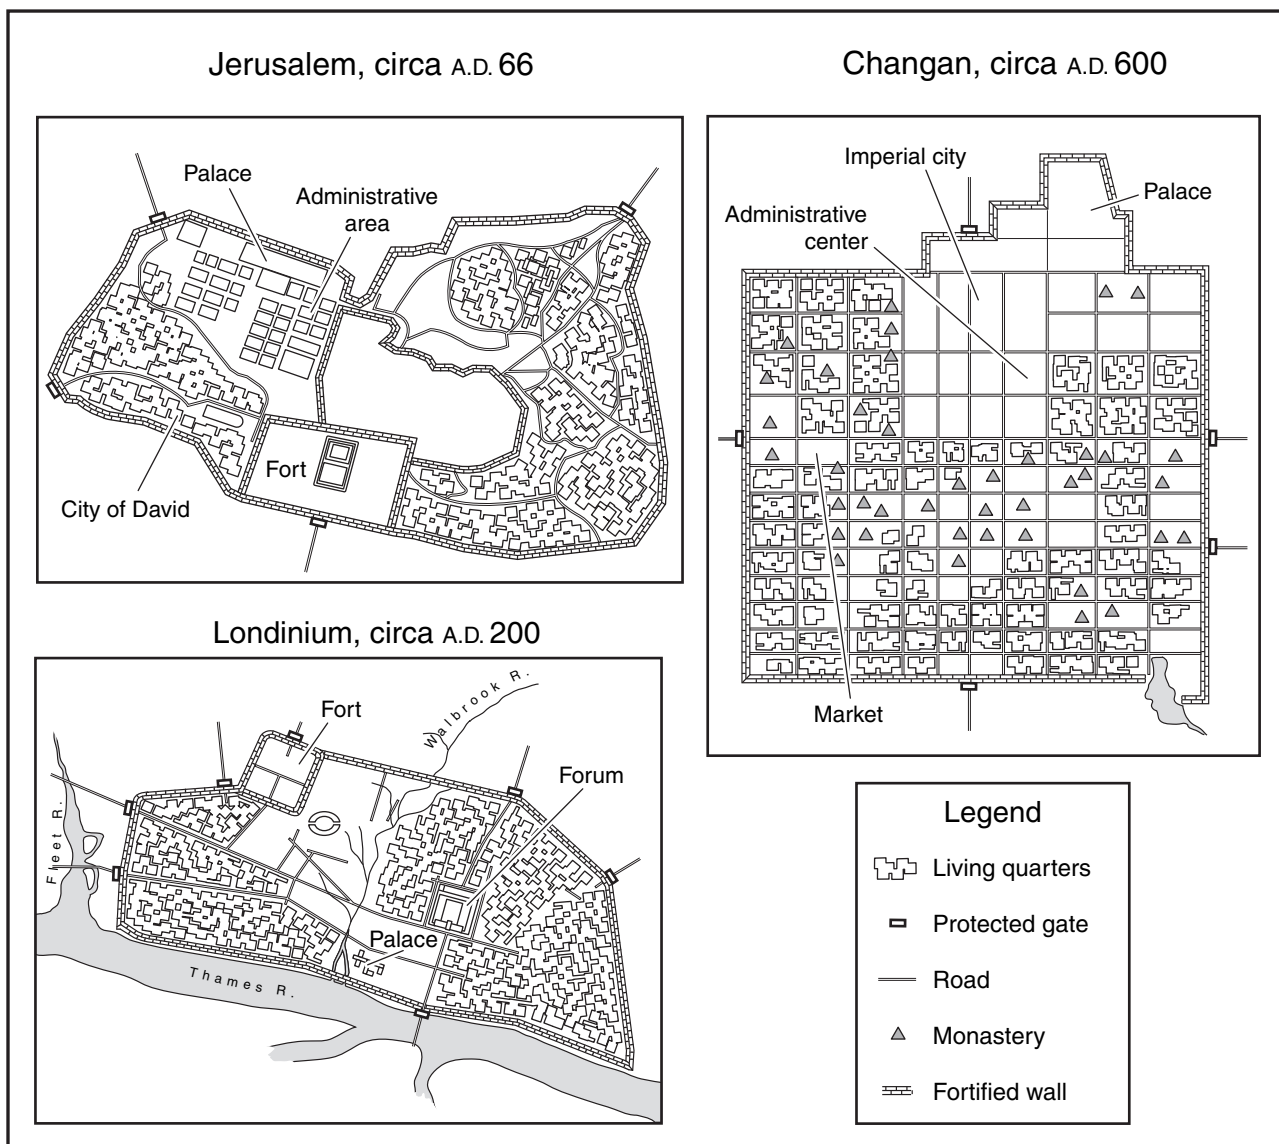 Jerusalem, circa A.D. 66
Palace
Administrative
area
Fort
City of David
Changan, circa A.D. 600
Imperial city
Palace
Administrative
center
Market
Londinium, circa A.D. 200
Walbrook R.
Fort
Forum
Fleet R.
Palace
Thames R.
Legend
Living quarters
Protected gate
Road
Monastery
Fortified wall